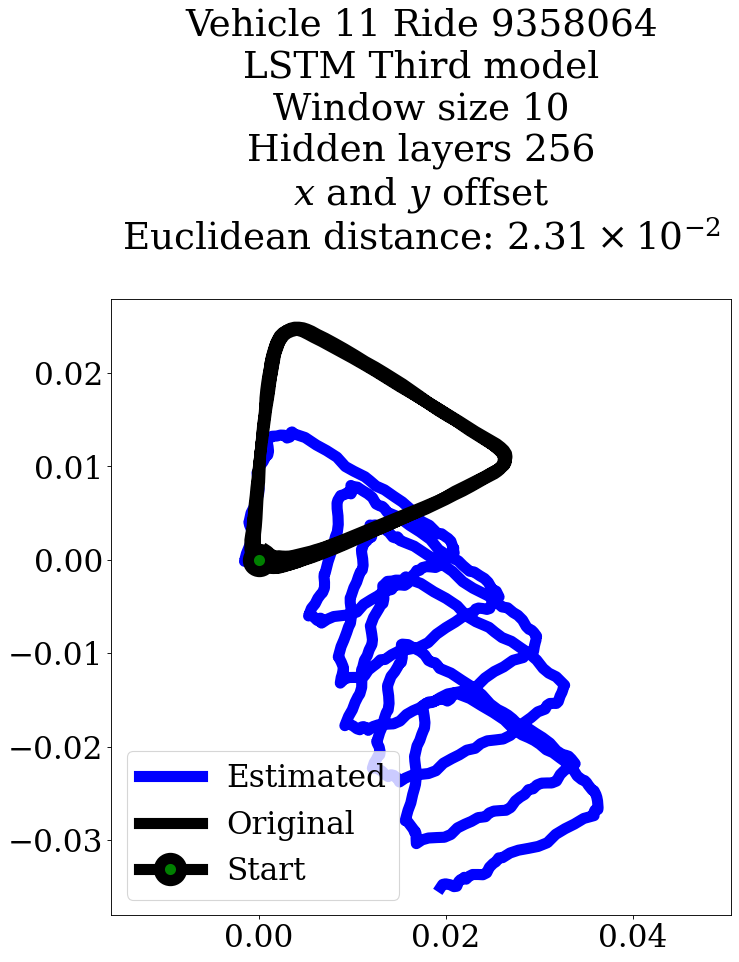 Vehicle 11 Ride 9358064
LSTM Third model
Window size 10
Hidden layers 256
x and y offset
Euclidean distance: 2.31 × 10⁻²
0.02
0.01
0.00
−0.01
−0.02
−0.03
Estimated
Original
Start
0.00 0.02 0.04